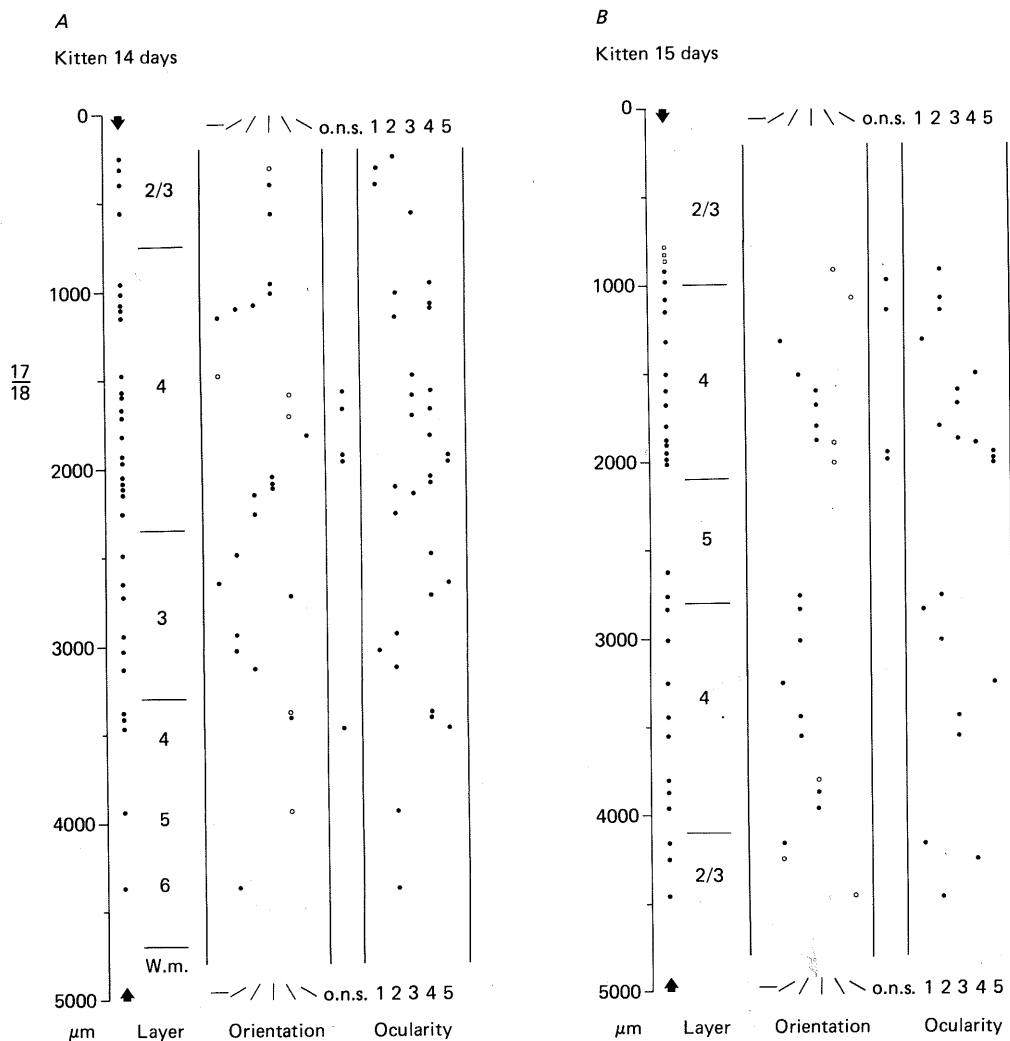 A
Kitten 14 days
0
o.n.s. 1 2 3 4 5
2/3
1000
17
18
4
2000
3
3000
4
5
4000
6
W.m.
5000
o.n.s. 1 2 3 4 5
µm Layer Orientation Ocularity
B
Kitten 15 days
0
o.n.s. 1 2 3 4 5
2/3
1000
4
2000
5
3000
4
4000
2/3
5000
o.n.s. 1 2 3 4 5
µm Layer Orientation Ocularity